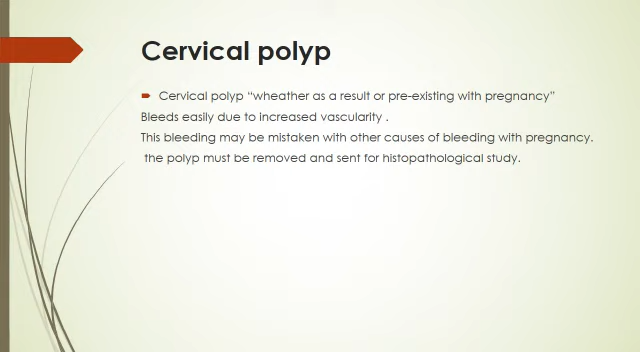 Cervical polyp
Cervical polyp “wheather as a result or pre-existing with pregnancy”
Bleeds easily due to increased vascularity .
This bleeding may be mistaken with other causes of bleeding with pregnancy.
the polyp must be removed and sent for histopathological study.